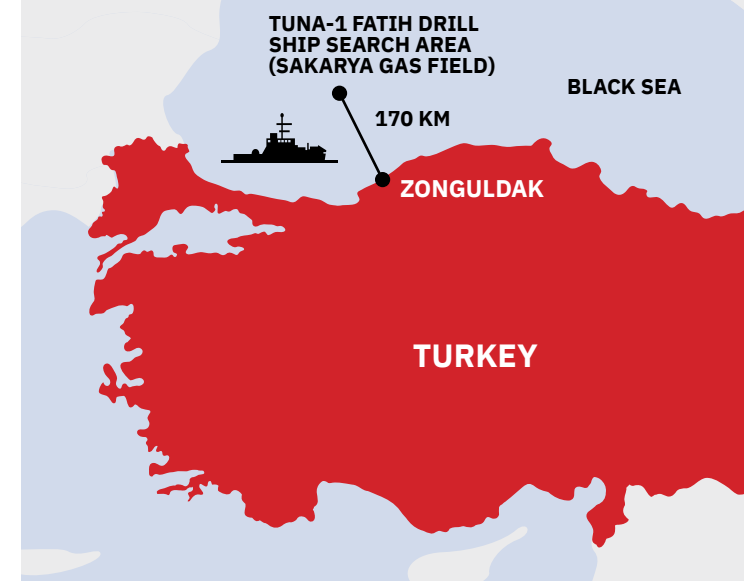 TUNA-1 FATIH DRILL
SHIP SEARCH AREA
(SAKARYA GAS FIELD)
BLACK SEA
170 KM
ZONGULDAK
TURKEY